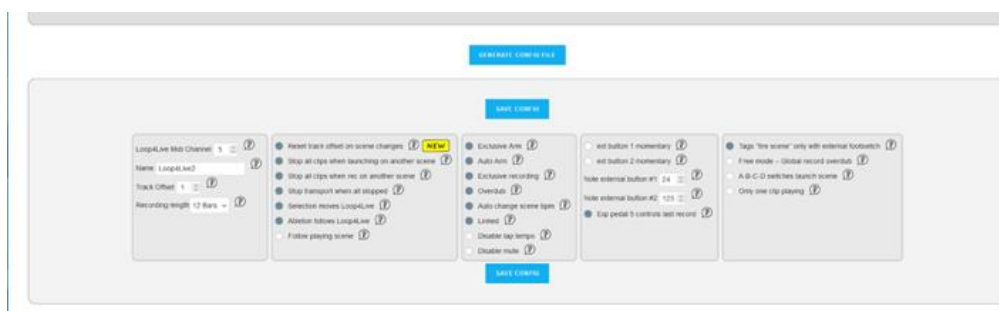 GENERATE CONFIG FILE
SAVE CONFIG
Loop4Live Midi Channel 5
Name Loop4Live2
Track Offset 1
Recording length 12 Bars
Reset track offset on scene changes NEW
Stop all clips when launching on another scene
Stop all clips when rec on another scene
Stop transport when all stopped
Selection moves Loop4Live
Ableton follows Loop4Live
Follow playing scene
Exclusive Arm
Auto Arm
Exclusive recording
Overdub
Auto change scene bpm
Linked
Disable tap tempo
Disable mute
ext button 1 momentary
ext button 2 momentary
Note external button #1 24
Note external button #2 125
Exp pedal 5 controls last record
Tags "fire scene" only with external footswitch
Free mode - Global record overdub
A-B-C-D switches launch scene
Only one clip playing
SAVE CONFIG